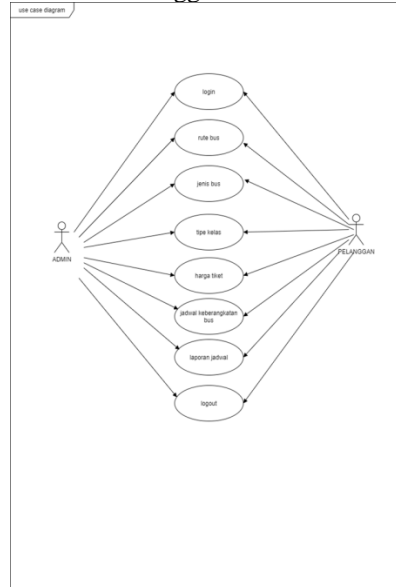 use case diagram
login
rute bus
jenis bus
tipe kelas
ADMIN
PELANGGAN
harga tiket
jadwal keberangkatan
bus
laporan jadwal
logout